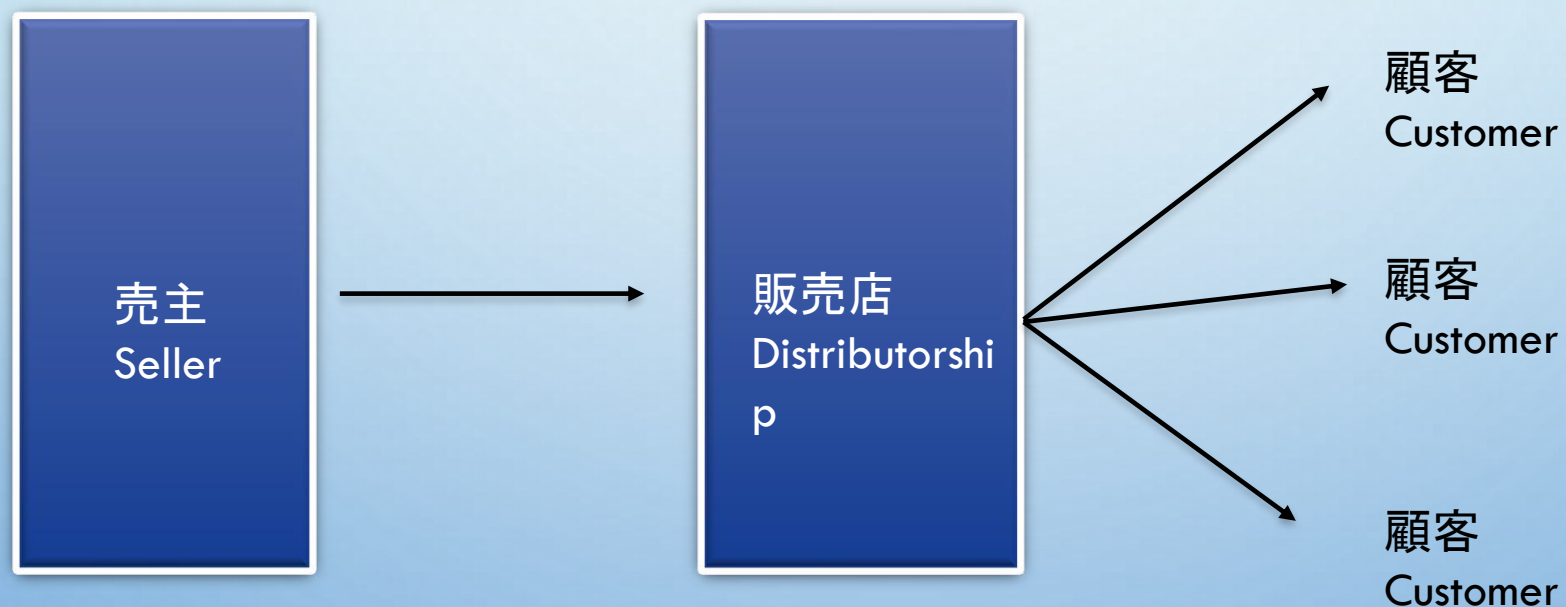 売主
Seller
販売店
Distributorshi
p
顧客
Customer
顧客
Customer
顧客
Customer